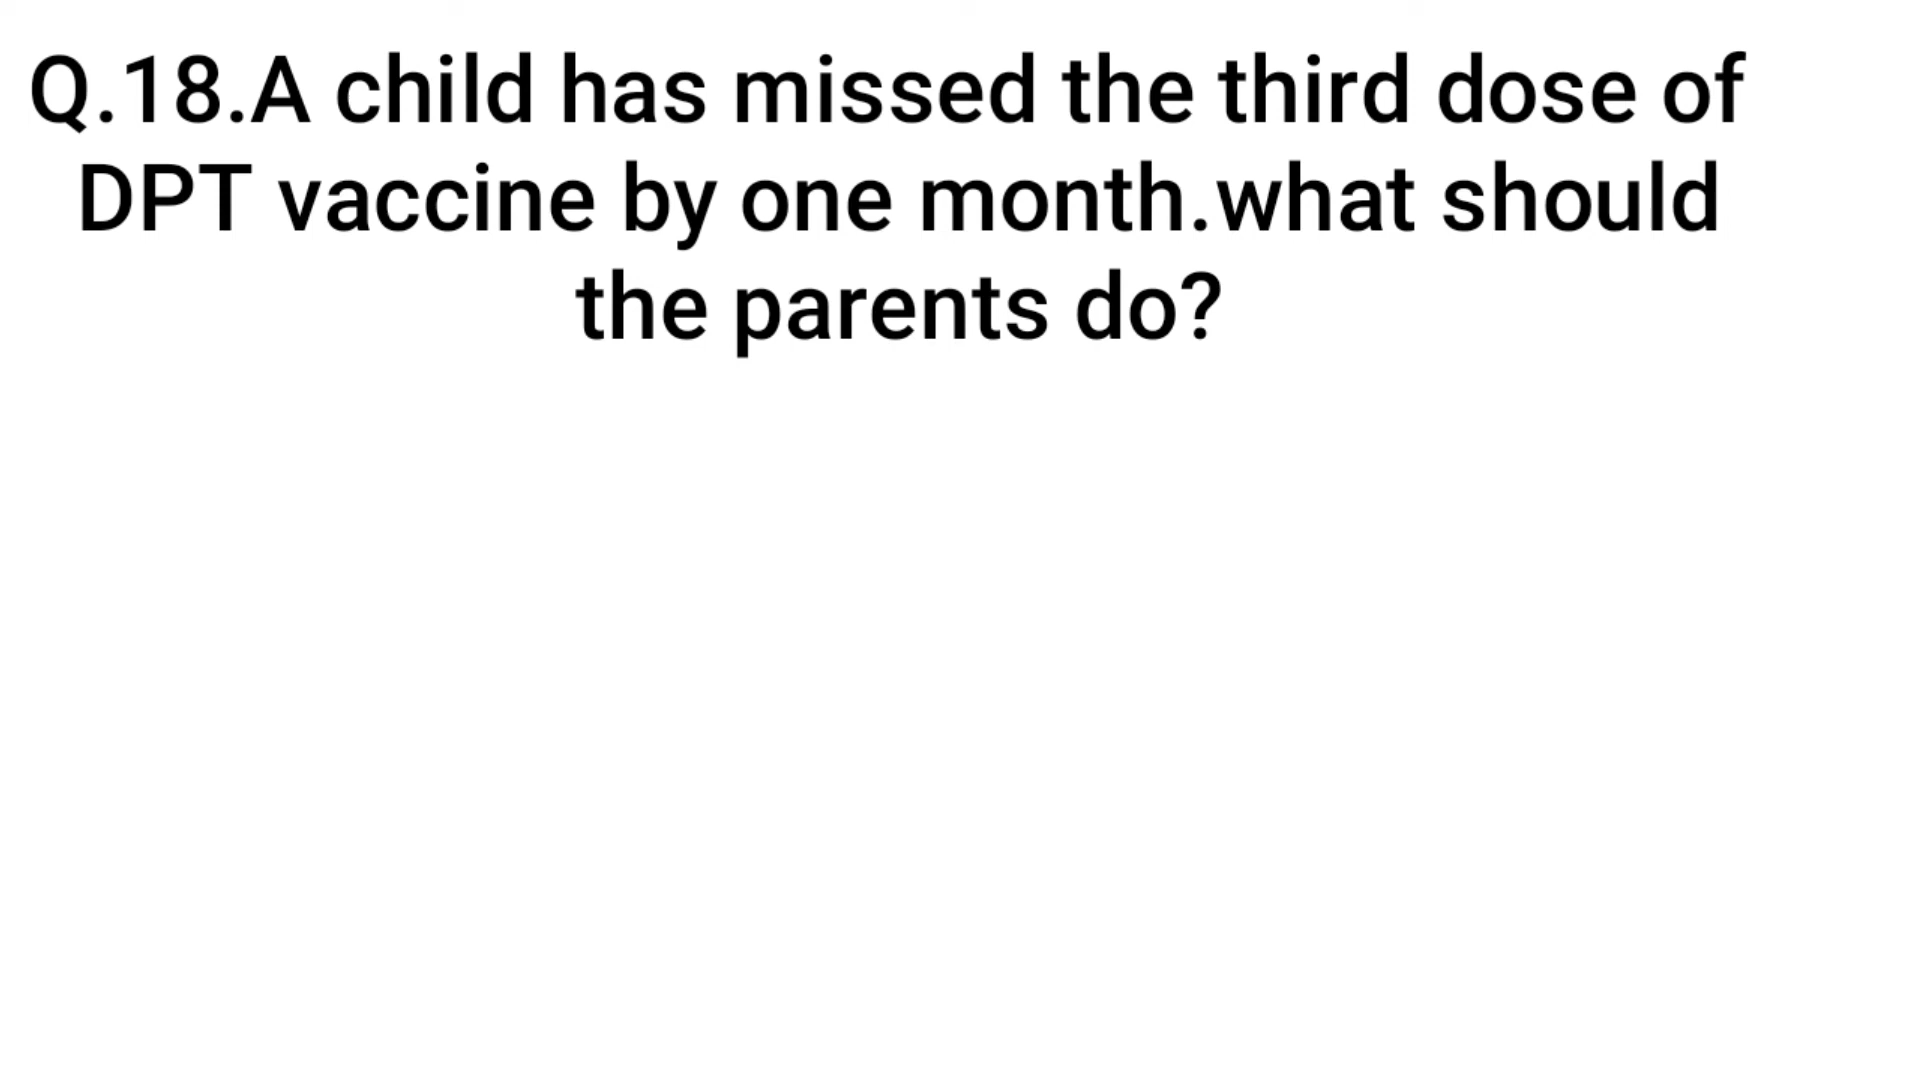 Q.18.A child has missed the third dose of
DPT vaccine by one month.what should
the parents do?